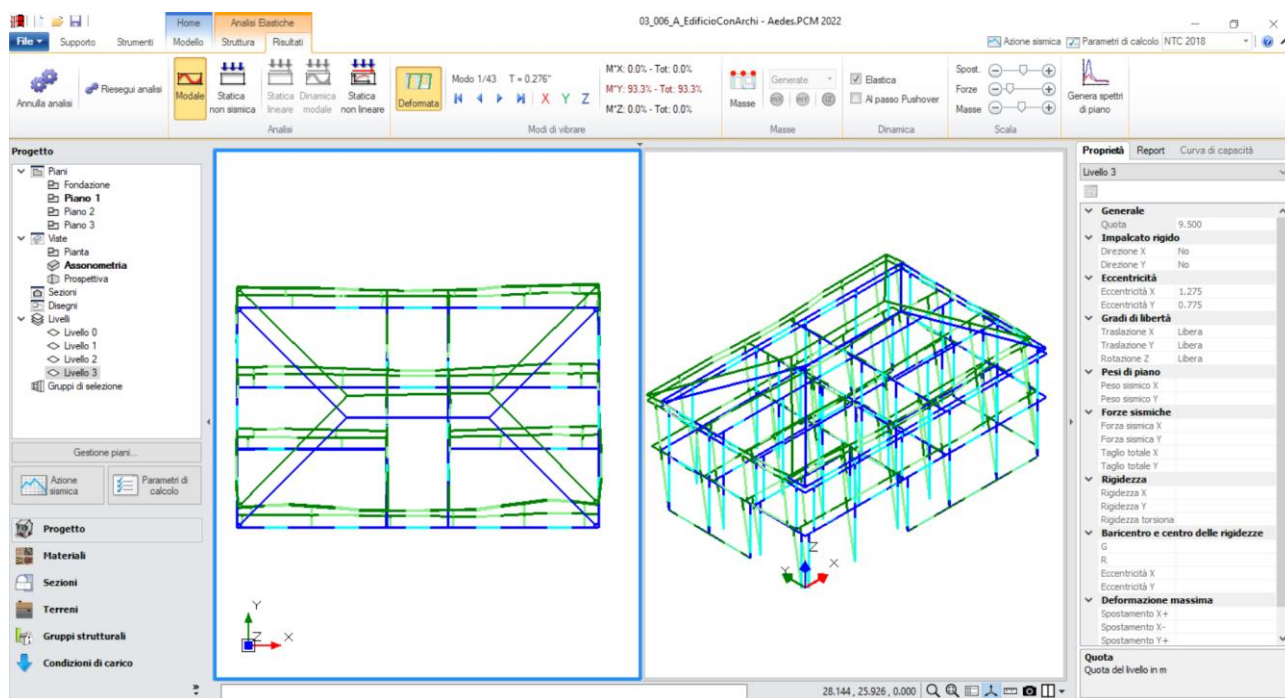 03_006_A_EdificioConArchi - Aedes.PCM 2022
Home
Analisi Elastiche
File
Supporto
Strumenti
Modello
Struttura
Risultati
Azione sismica
Parametri di calcolo
NTC 2018
Annulla analisi
Riesegui analisi
Modale
Statica non sismica
Statica lineare
Dinamica modale
Statica non lineare
Analisi
Deformata
Modo 1/43 T = 0.276"
X Y Z
M*X: 0.0% - Tot: 0.0%
M*Y: 93.3% - Tot: 93.3%
M*Z: 0.0% - Tot: 0.0%
Modi di vibrare
Masse
Generate
Masse
Elastica
Al passo Pushover
Dinamica
Spost.
Forze
Masse
Scala
Genera spettri di piano
Progetto
Piani
Fondazione
Piano 1
Piano 2
Piano 3
Viste
Pianta
Assonometria
Prospettiva
Sezioni
Disegni
Livelli
Livello 0
Livello 1
Livello 2
Livello 3
Gruppi di selezione
Gestione piani...
Azione sismica
Parametri di calcolo
Progetto
Materiali
Sezioni
Terreni
Gruppi strutturali
Condizioni di carico
Y
Z
X
Z
Y
X
28.144 , 25.926 , 0.000
Proprietà Report Curva di capacità
Livello 3
Generale
Quota 9.500
Impalcato rigido
Direzione X No
Direzione Y No
Eccentricità
Eccentricità X 1.275
Eccentricità Y 0.775
Gradi di libertà
Traslazione X Libera
Traslazione Y Libera
Rotazione Z Libera
Pesi di piano
Peso sismico X
Peso sismico Y
Forze sismiche
Forza sismica X
Forza sismica Y
Taglio totale X
Taglio totale Y
Rigidezza
Rigidezza X
Rigidezza Y
Rigidezza torsiona
Baricentro e centro delle rigidezze
G
R
Eccentricità X
Eccentricità Y
Deformazione massima
Spostamento X+
Spostamento X-
Spostamento Y+
Quota
Quota del livello in m